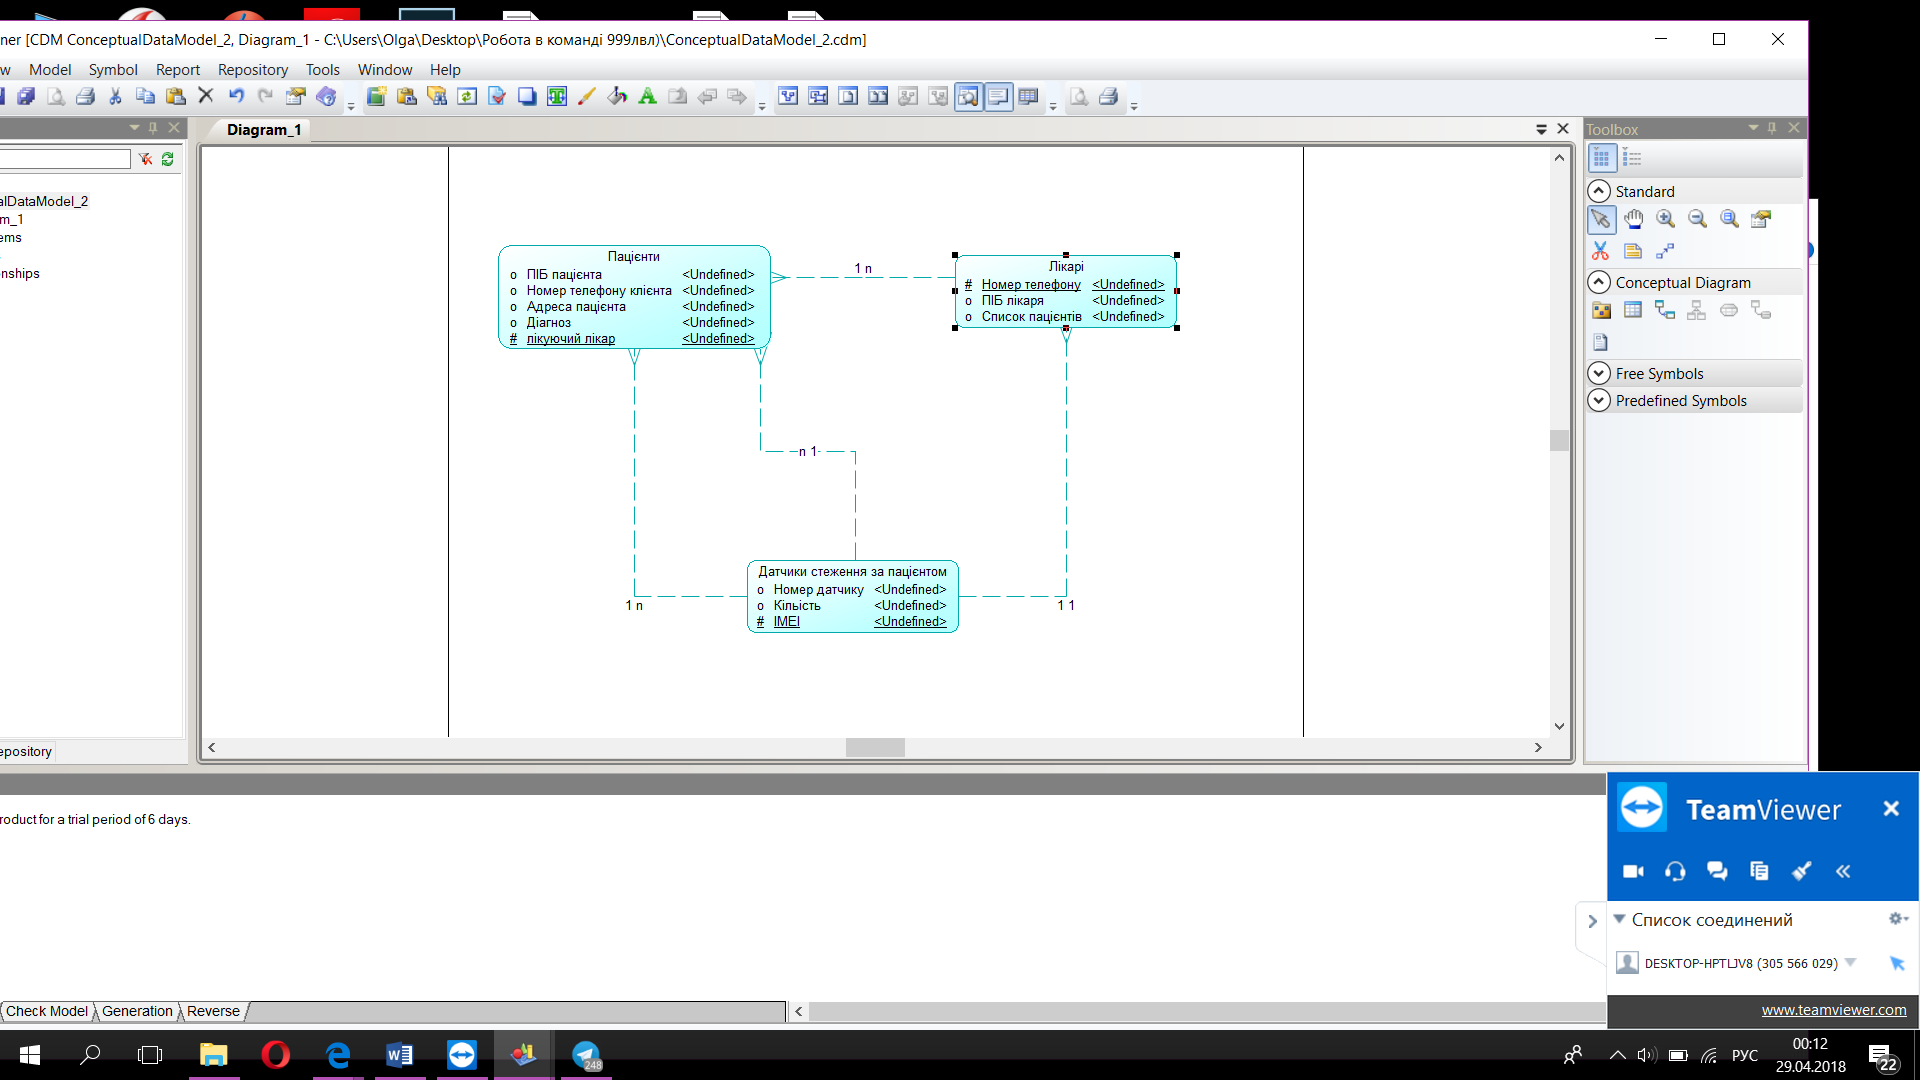 ner [CDM ConceptualDataModel_2, Diagram_1 - C:\Users\Olga\Desktop\Робота в команді 999лвл)\ConceptualDataModel_2.cdm]
w Model Symbol Report Repository Tools Window Help
Diagram_1
Toolbox
Standard
Conceptual Diagram
Free Symbols
Predefined Symbols
alDataModel_2
m_1
ems
onships
epository
Пацієнти
o ПІБ пацієнта <Undefined>
o Номер телефону клієнта <Undefined>
o Адреса пацієнта <Undefined>
o Діагноз <Undefined>
# лікуючий лікар <Undefined>
1 n
Лікарі
# Номер телефону <Undefined>
o ПІБ лікаря <Undefined>
o Список пацієнтів <Undefined>
n 1
Датчики стеження за пацієнтом
o Номер датчику <Undefined>
o Кількість <Undefined>
# IMEI <Undefined>
1 n
1 1
roduct for a trial period of 6 days.
Check Model Generation Reverse
TeamViewer
Список соединений
DESKTOP-HPTLJV8 (305 566 029)
www.teamviewer.com
248
РУС
00:12
29.04.2018
22